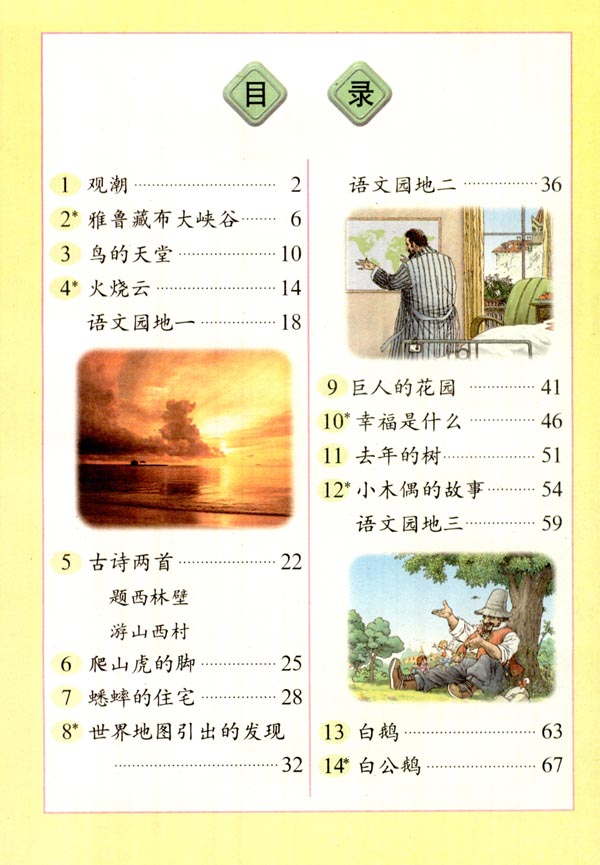 目 录
1 观潮 ………………… 2
2* 雅鲁藏布大峡谷 …… 6
3 鸟的天堂 …………… 10
4* 火烧云 ……………… 14
语文园地一 …………… 18
5 古诗两首 …………… 22
题西林壁
游山西村
6 爬山虎的脚 ………… 25
7 蟋蟀的住宅 ………… 28
8* 世界地图引出的发现
………………………… 32
语文园地二 …………… 36
9 巨人的花园 ………… 41
10* 幸福是什么 ………… 46
11 去年的树 …………… 51
12* 小木偶的故事 ……… 54
语文园地三 …………… 59
13 白鹅 ………………… 63
14* 白公鹅 ……………… 67